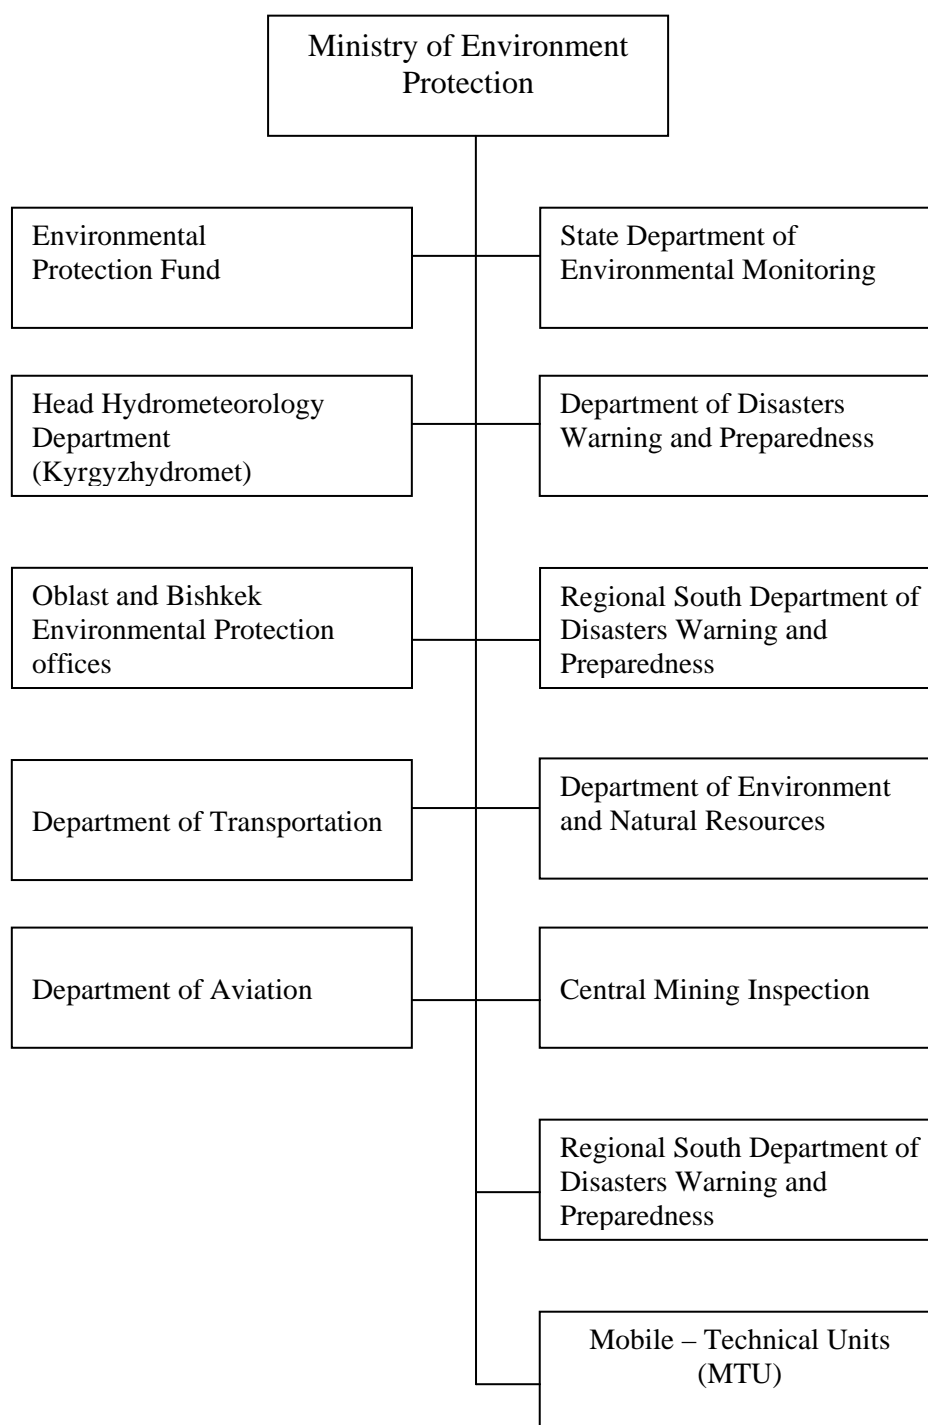 Ministry of Environment
Protection
Environmental
Protection Fund
State Department of
Environmental Monitoring
Head Hydrometeorology
Department
(Kyrgyzhydromet)
Department of Disasters
Warning and Preparedness
Oblast and Bishkek
Environmental Protection
offices
Regional South Department of
Disasters Warning and
Preparedness
Department of Transportation
Department of Environment
and Natural Resources
Department of Aviation
Central Mining Inspection
Regional South Department of
Disasters Warning and
Preparedness
Mobile – Technical Units
(MTU)